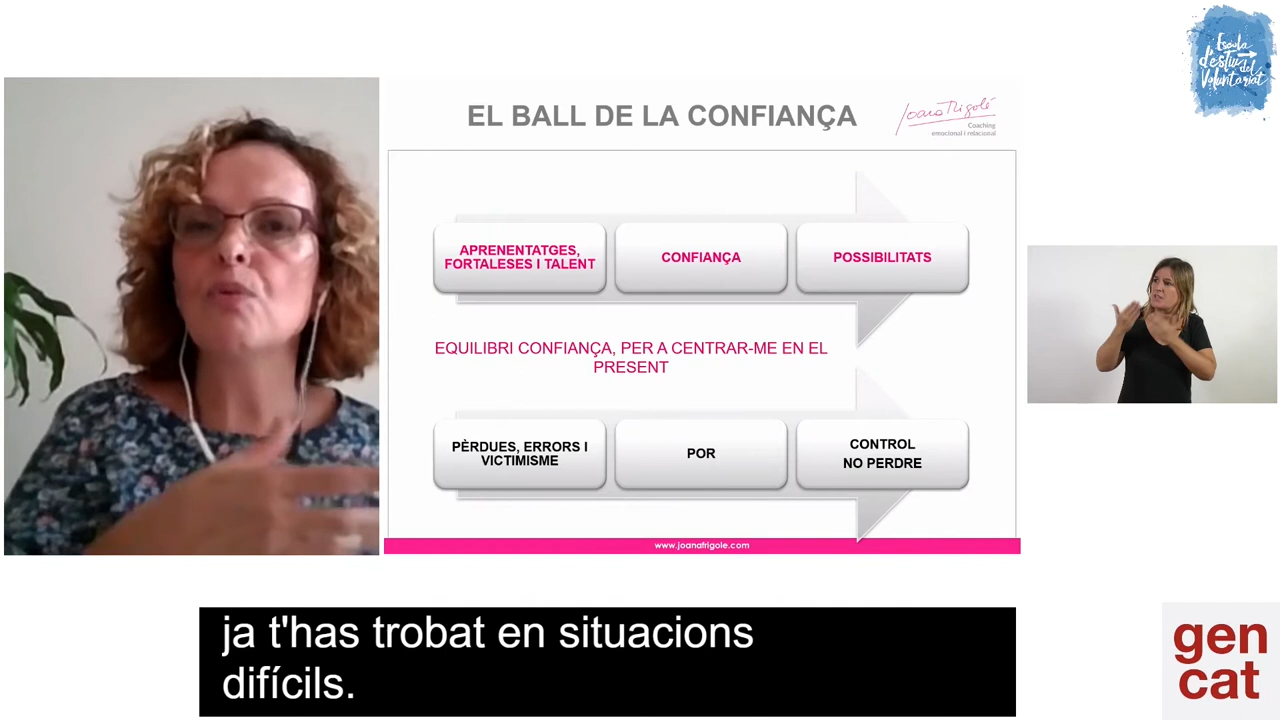 Escola
d'estiu del
Voluntariat
EL BALL DE LA CONFIANÇA
Joana Frigolé
Coaching
emocional i relacional
APRENENTATGES,
FORTALESES I TALENT
CONFIANÇA
POSSIBILITATS
EQUILIBRI CONFIANÇA, PER A CENTRAR-ME EN EL
PRESENT
PÈRDUES, ERRORS I
VICTIMISME
POR
CONTROL
NO PERDRE
www.joanafrigole.com
ja t'has trobat en situacions
difícils.
gen
cat